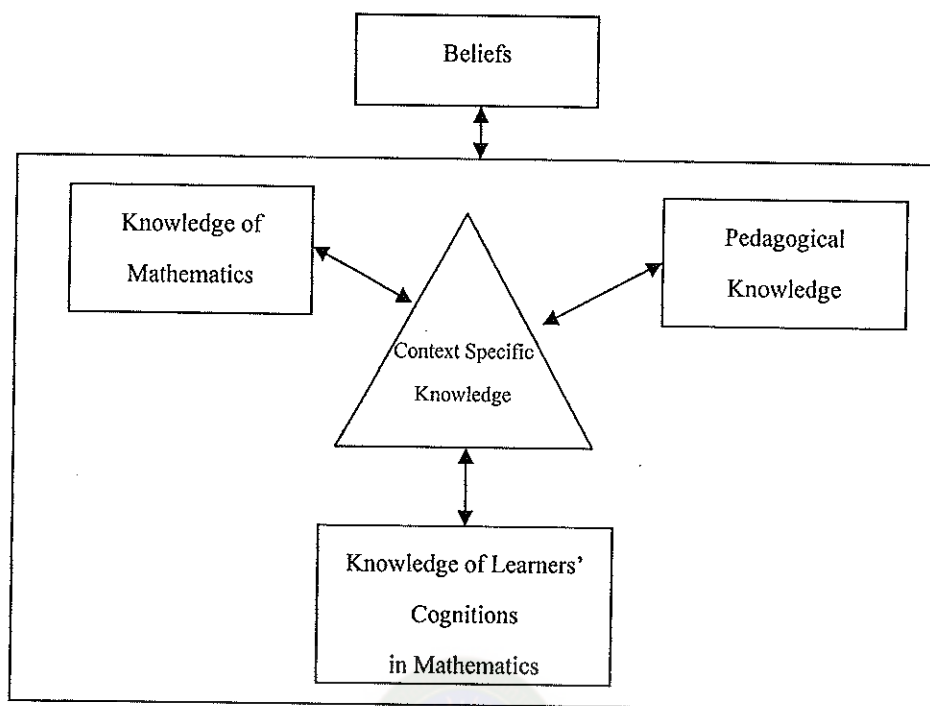 Beliefs
Knowledge of
Mathematics
Pedagogical
Knowledge
Context Specific
Knowledge
Knowledge of Learners’
Cognitions
in Mathematics